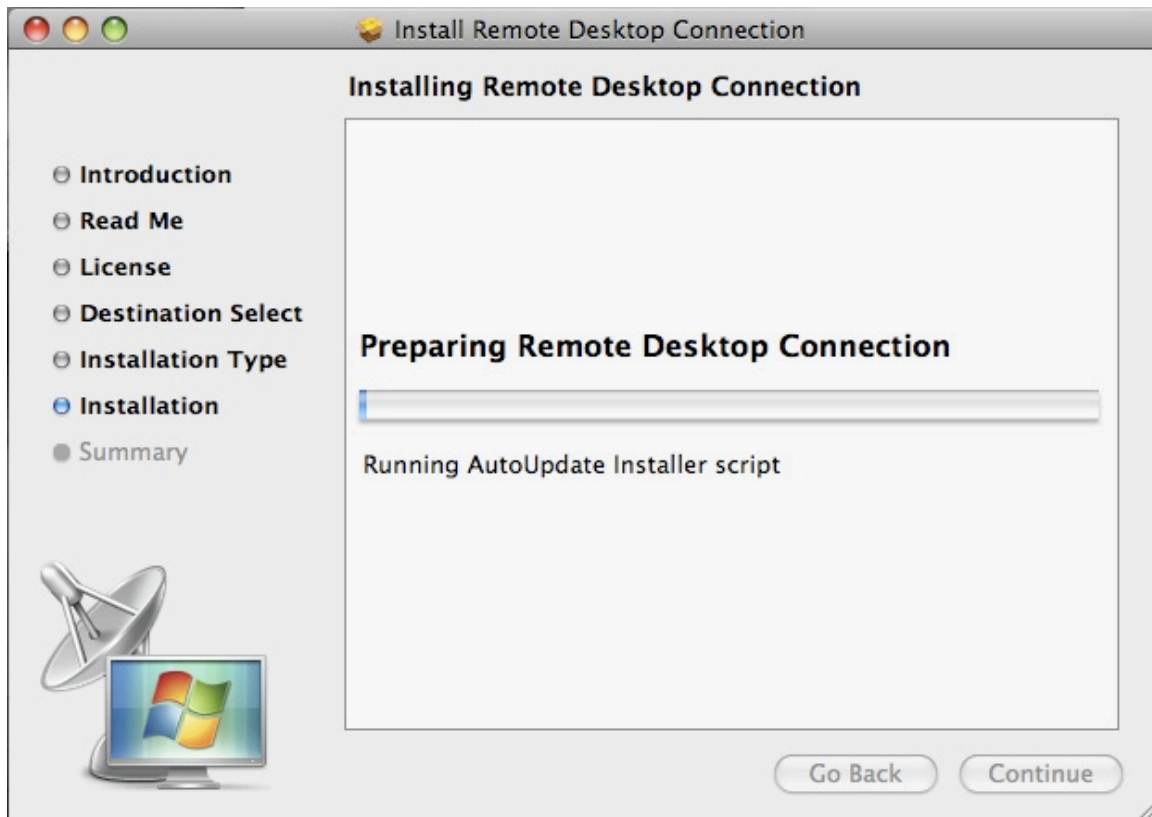 Install Remote Desktop Connection
Installing Remote Desktop Connection
Introduction
Read Me
License
Destination Select
Installation Type
Installation
Summary
Preparing Remote Desktop Connection
Running AutoUpdate Installer script
Go Back
Continue